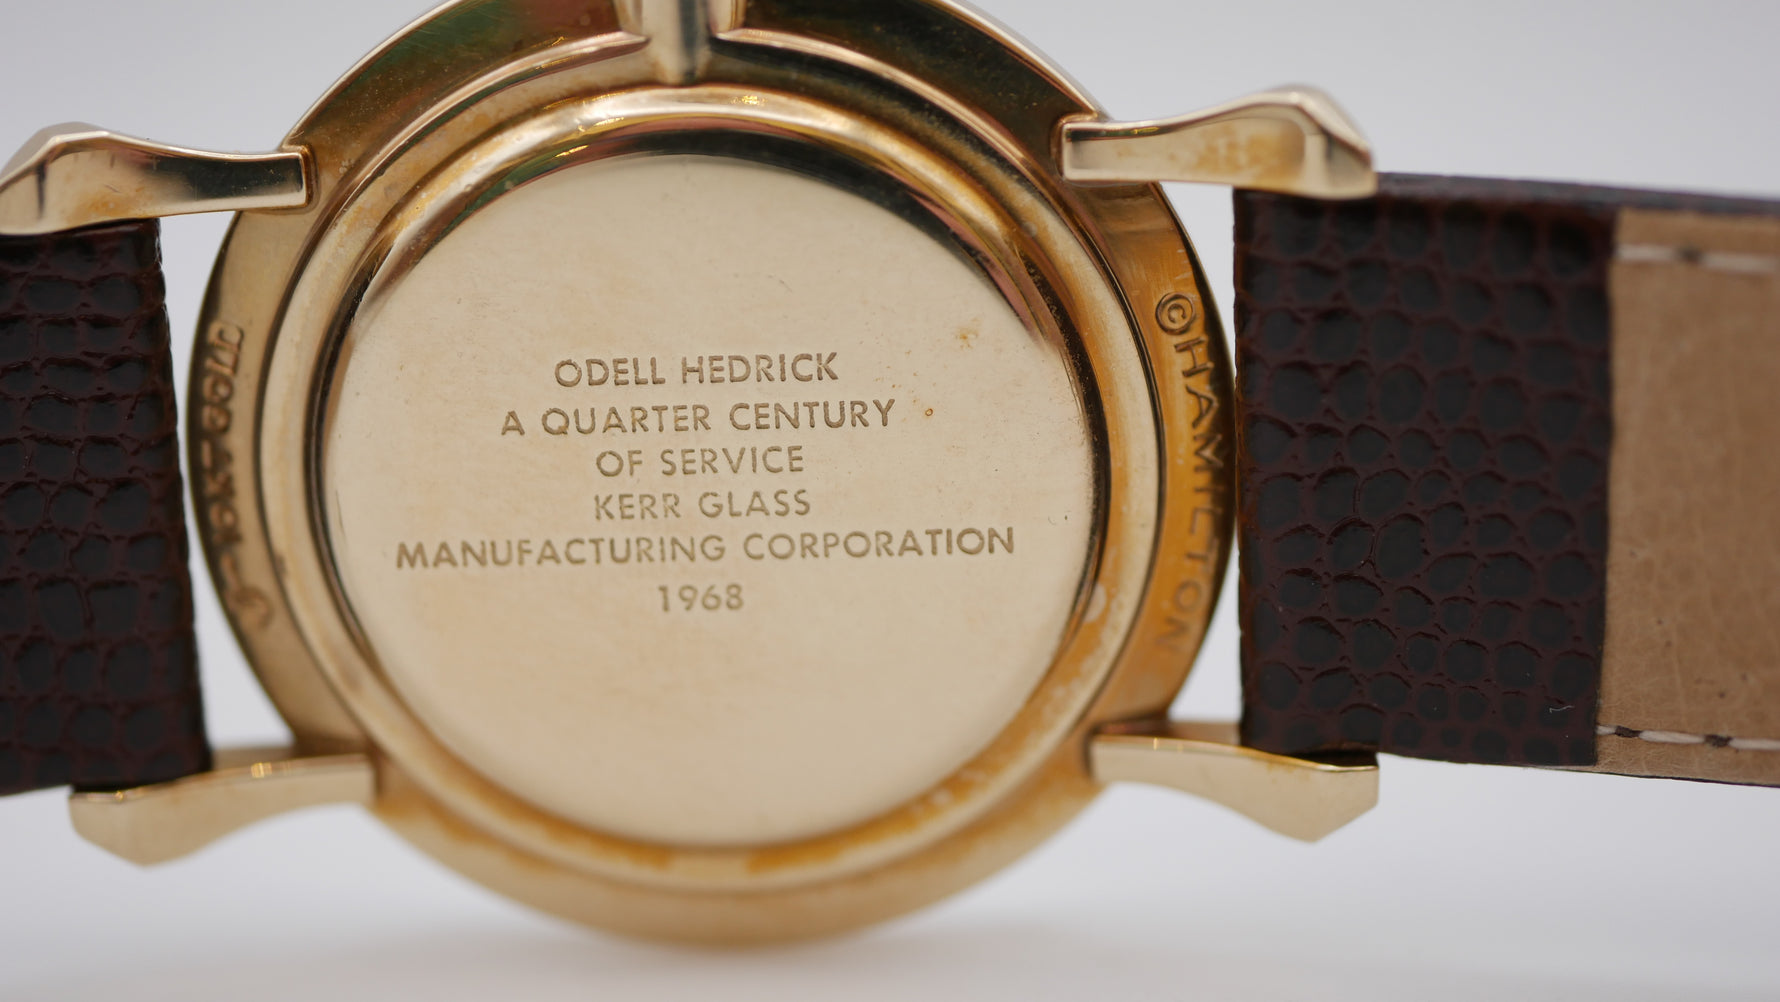 ODELL HEDRICK
A QUARTER CENTURY
OF SERVICE
KERR GLASS
MANUFACTURING CORPORATION
1968
©HAMILTON